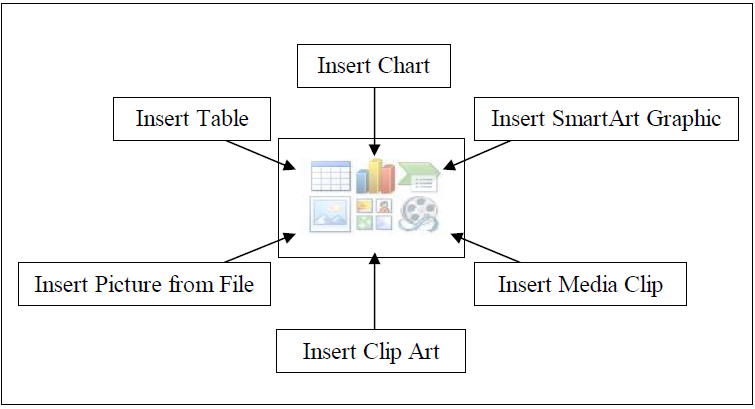 Insert Chart
Insert Table
Insert SmartArt Graphic
Insert Picture from File
Insert Media Clip
Insert Clip Art